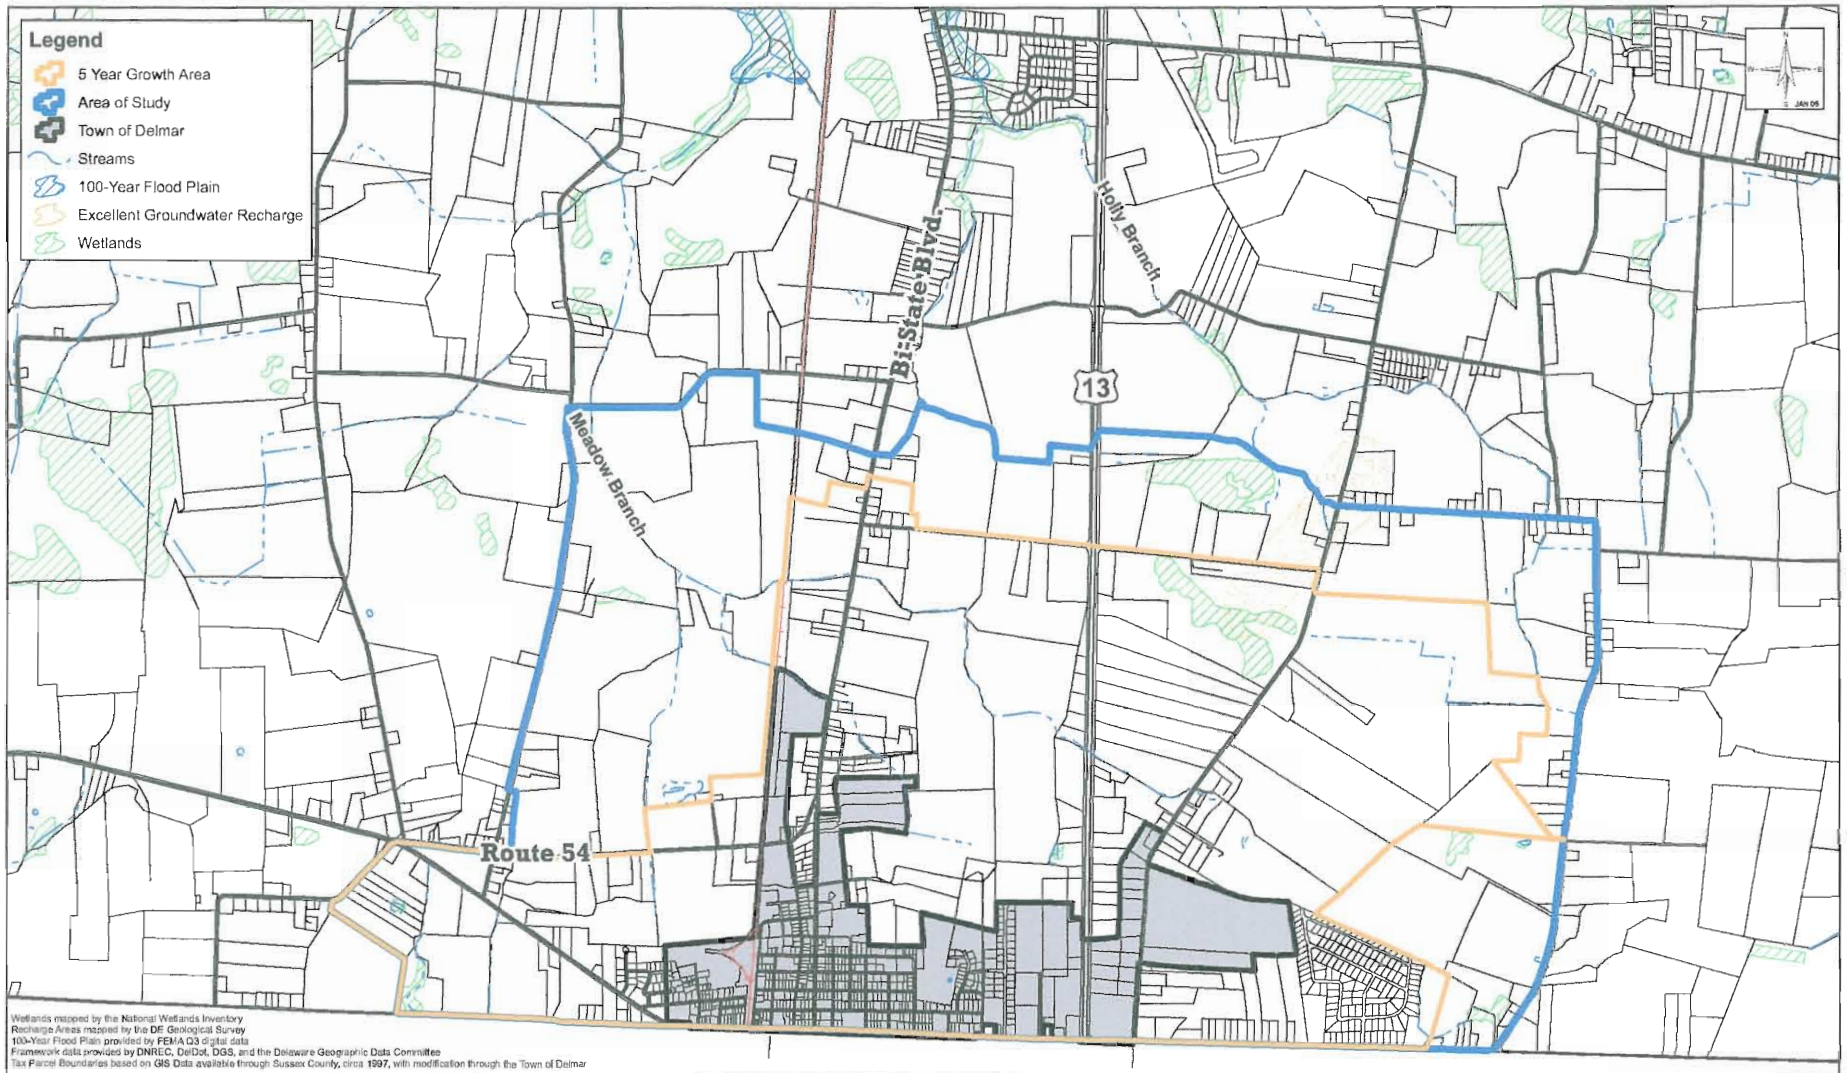 Legend
5 Year Growth Area
Area of Study
Town of Delmar
Streams
100-Year Flood Plain
Excellent Groundwater Recharge
Wetlands
N
W
E
S
JAN 05
Bi-State Blvd.
Holly Branch
13
Meadow Branch
Route 54
Wetlands mapped by the National Wetlands Inventory
Recharge Areas mapped by the DE Geological Survey
100-Year Flood Plain provided by FEMA Q3 digital data
Framework data provided by DNREC, DelDot, DGS, and the Delaware Geographic Data Committee
Tax Parcel Boundaries based on GIS Data available through Sussex County, circa 1997, with modification through the Town of Delmar